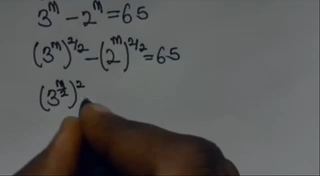 3^m - 2^m = 65
(3^m)^2/2 - (2^m)^2/2 = 65
(3^m/2)^2